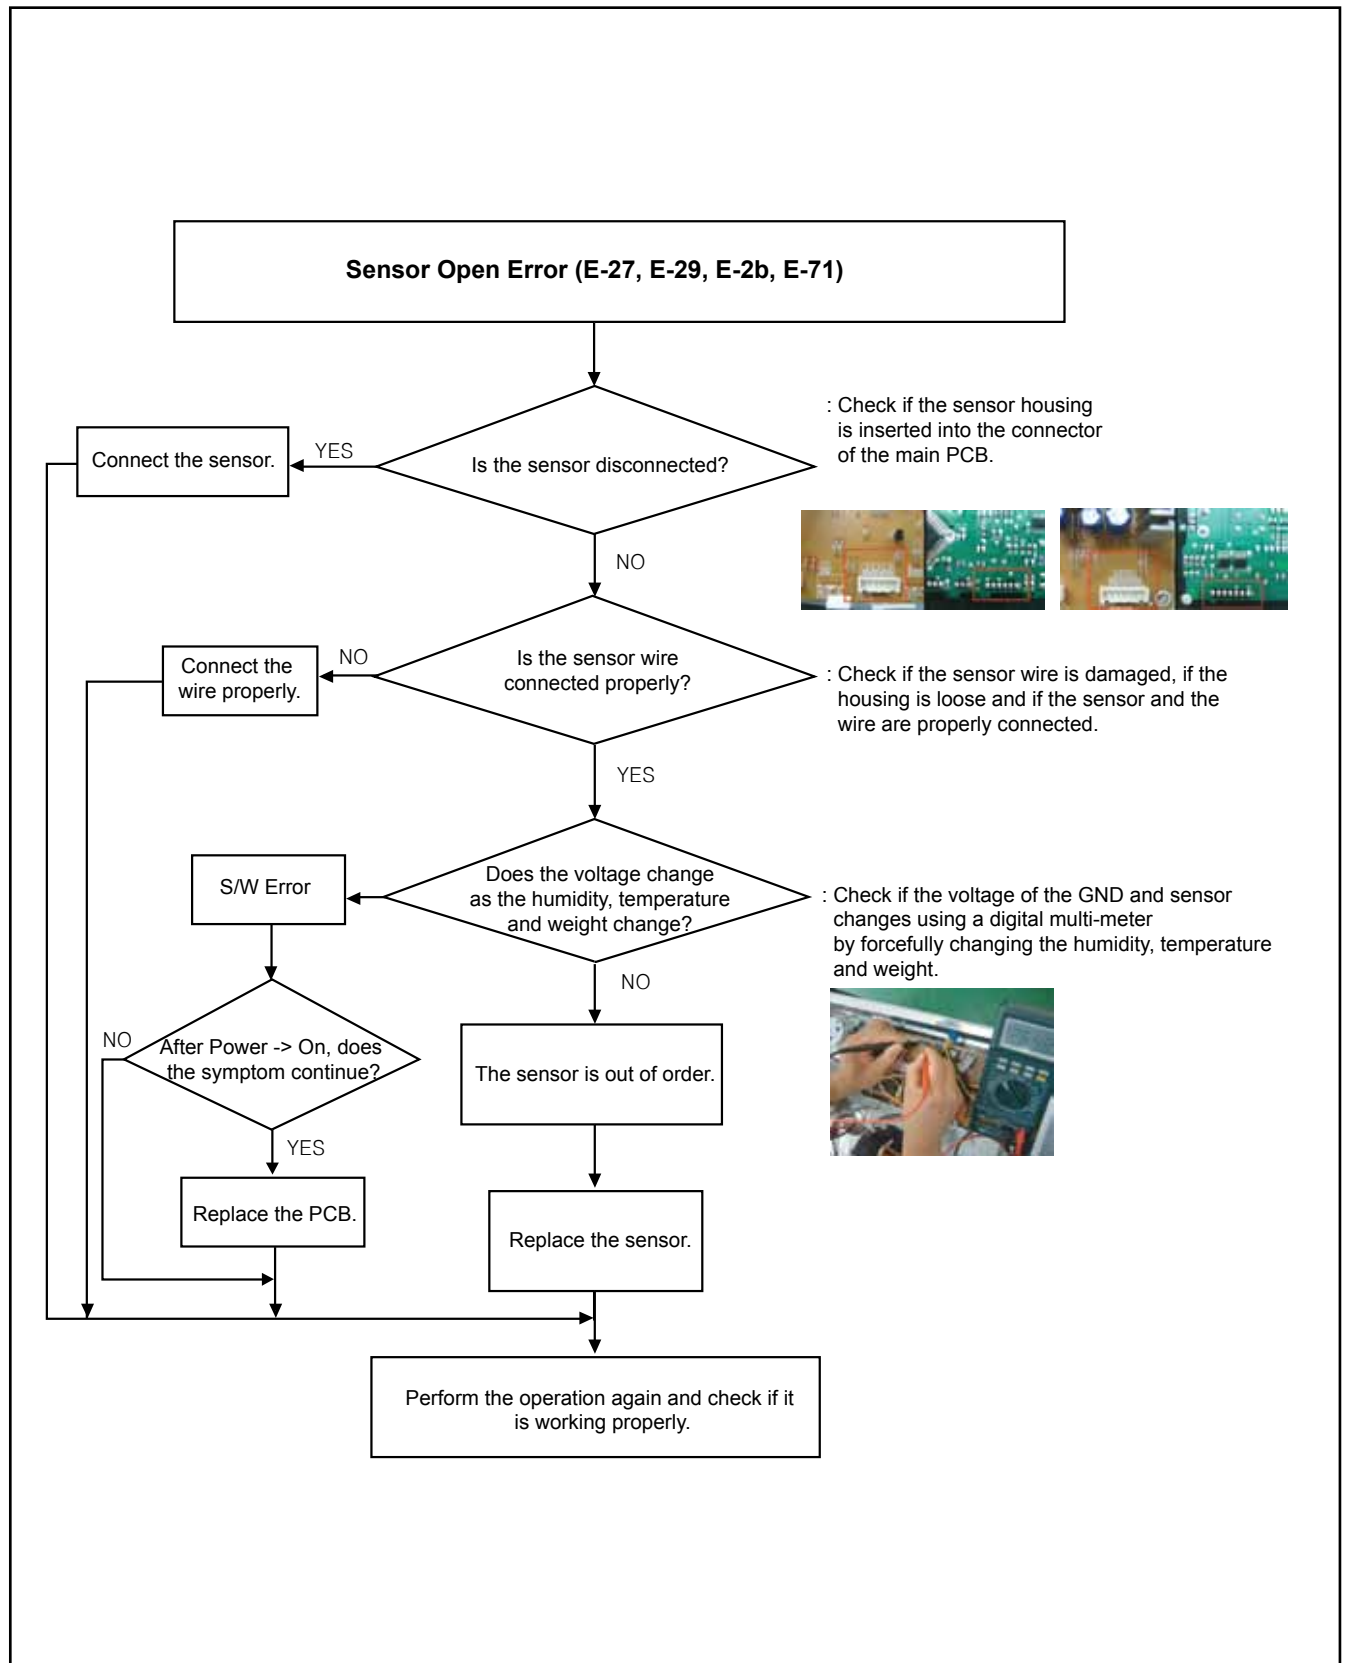 Sensor Open Error (E-27, E-29, E-2b, E-71)
Is the sensor disconnected?
YES
Connect the sensor.
: Check if the sensor housing
is inserted into the connector
of the main PCB.
NO
Is the sensor wire
connected properly?
NO
Connect the
wire properly.
: Check if the sensor wire is damaged, if the
housing is loose and if the sensor and the
wire are properly connected.
YES
Does the voltage change
as the humidity, temperature
and weight change?
S/W Error
: Check if the voltage of the GND and sensor
changes using a digital multi-meter
by forcefully changing the humidity, temperature
and weight.
NO
After Power -> On, does
the symptom continue?
NO
The sensor is out of order.
YES
Replace the PCB.
Replace the sensor.
Perform the operation again and check if it
is working properly.